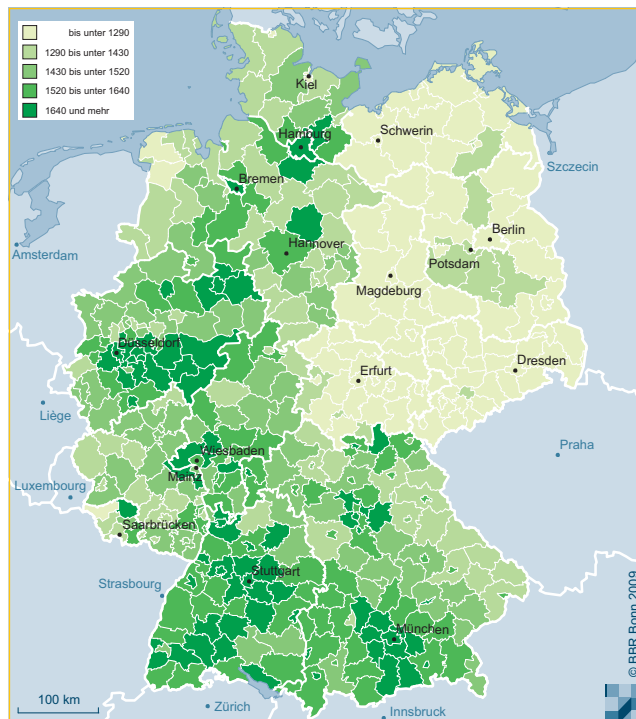 bis unter 1290
1290 bis unter 1430
1430 bis unter 1520
1520 bis unter 1640
1640 und mehr
Kiel
Hamburg
Schwerin
Szczecin
Bremen
Berlin
Amsterdam
Hannover
Potsdam
Magdeburg
Düsseldorf
Erfurt
Dresden
Liège
Wiesbaden
Praha
Mainz
Luxembourg
Saarbrücken
Stuttgart
Strasbourg
München
© BBR Bonn 2009
100 km
Zürich
Innsbruck